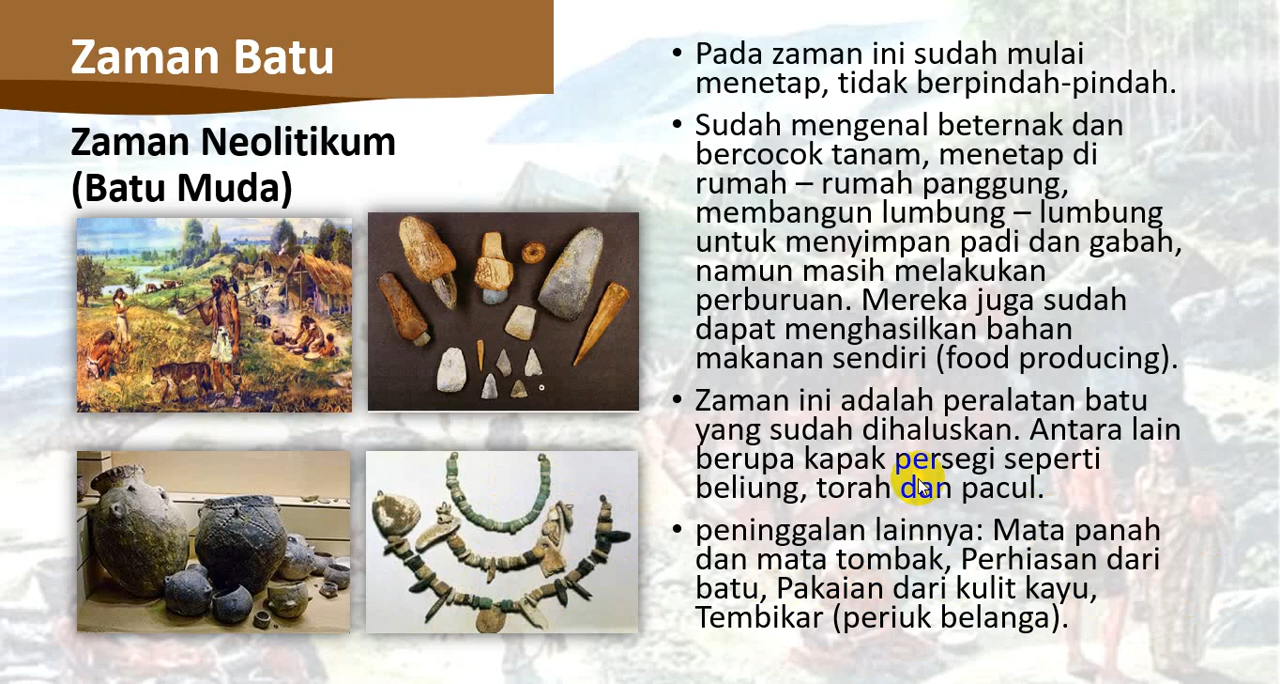 Zaman Batu
Zaman Neolitikum
(Batu Muda)
• Pada zaman ini sudah mulai
menetap, tidak berpindah-pindah.
• Sudah mengenal beternak dan
bercocok tanam, menetap di
rumah – rumah panggung,
membangun lumbung – lumbung
untuk menyimpan padi dan gabah,
namun masih melakukan
perburuan. Mereka juga sudah
dapat menghasilkan bahan
makanan sendiri (food producing).
• Zaman ini adalah peralatan batu
yang sudah dihaluskan. Antara lain
berupa kapak persegi seperti
beliung, torah dan pacul.
• peninggalan lainnya: Mata panah
dan mata tombak, Perhiasan dari
batu, Pakaian dari kulit kayu,
Tembikar (periuk belanga).